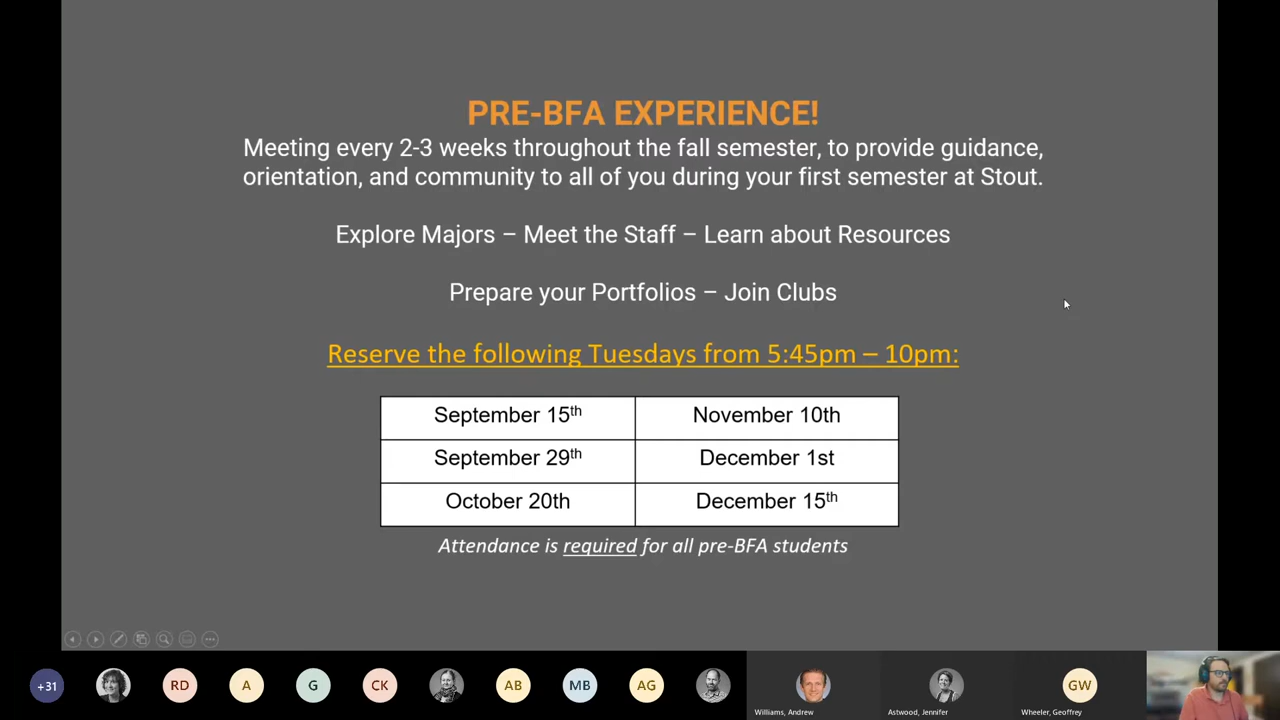 PRE-BFA EXPERIENCE!
Meeting every 2-3 weeks throughout the fall semester, to provide guidance,
orientation, and community to all of you during your first semester at Stout.
Explore Majors – Meet the Staff – Learn about Resources
Prepare your Portfolios – Join Clubs
Reserve the following Tuesdays from 5:45pm – 10pm:
September 15th
November 10th
September 29th
December 1st
October 20th
December 15th
Attendance is required for all pre-BFA students
+31
RD
A
G
CK
AB
MB
AG
GW
Williams, Andrew
Astwood, Jennifer
Wheeler, Geoffrey